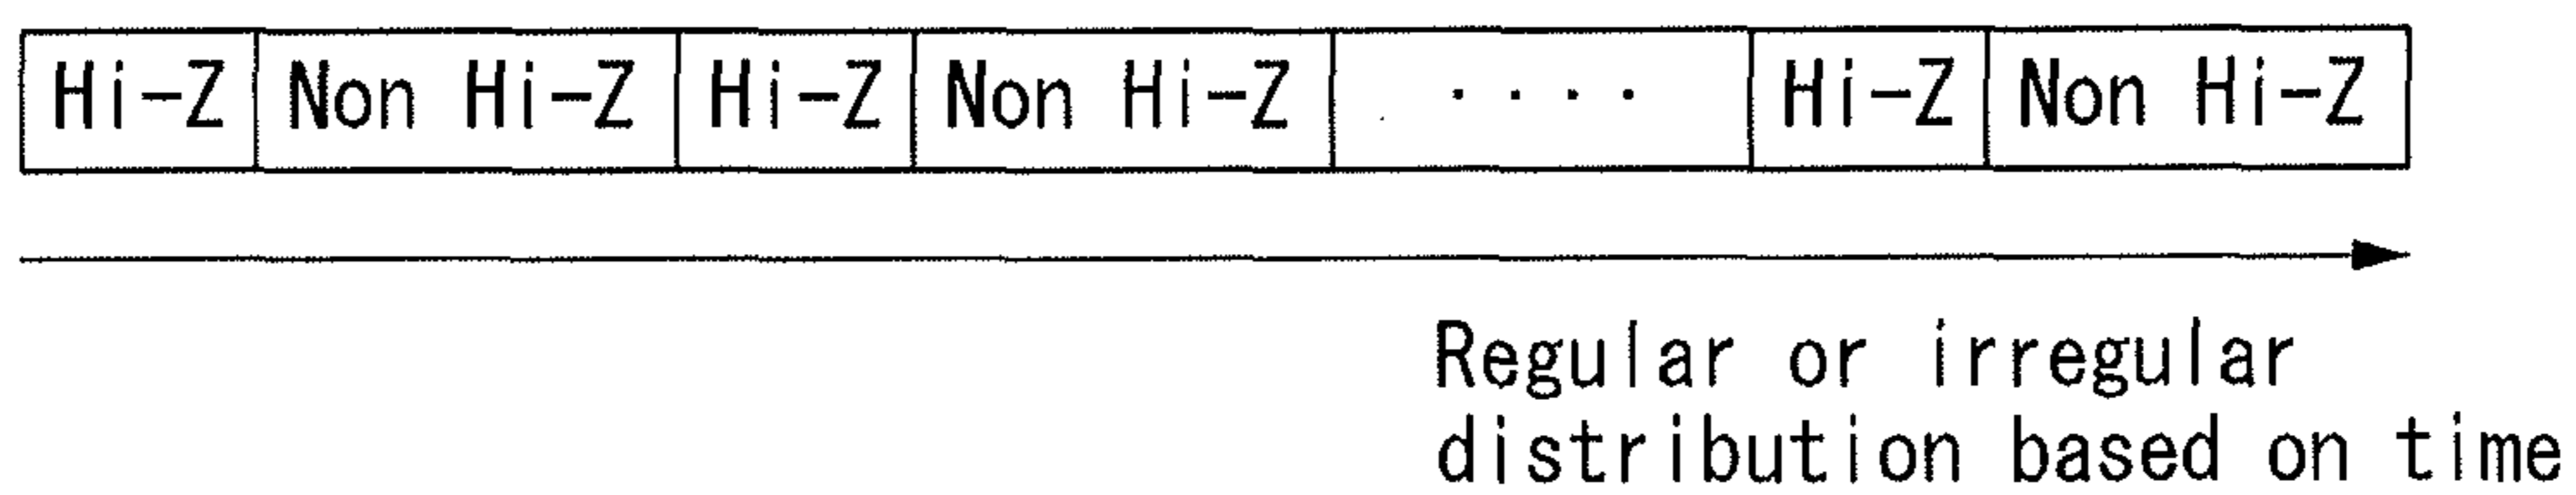 Hi-Z Non Hi-Z Hi-Z Non Hi-Z ···· Hi-Z Non Hi-Z
Regular or irregular
distribution based on time